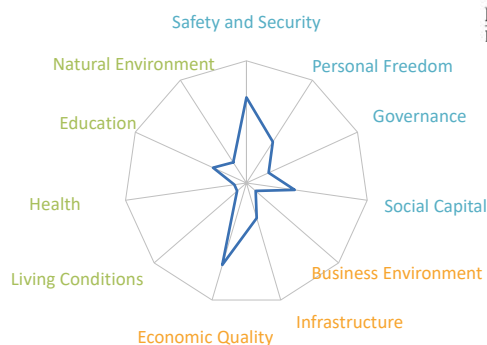 Safety and Security
Personal Freedom
Governance
Social Capital
Business Environment
Infrastructure
Economic Quality
Living Conditions
Health
Education
Natural Environment